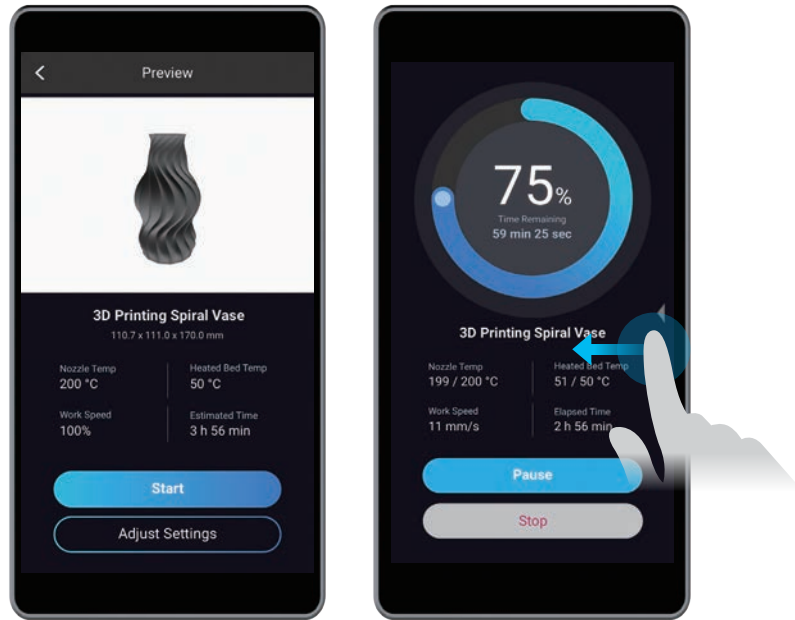 Preview
3D Printing Spiral Vase
110.7 x 111.0 x 170.0 mm
Nozzle Temp
200 °C
Heated Bed Temp
50 °C
Work Speed
100%
Estimated Time
3 h 56 min
Start
Adjust Settings
75%
Time Remaining
59 min 25 sec
3D Printing Spiral Vase
Nozzle Temp
199 / 200 °C
Heated Bed Temp
51 / 50 °C
Work Speed
11 mm/s
Elapsed Time
2 h 56 min
Pause
Stop